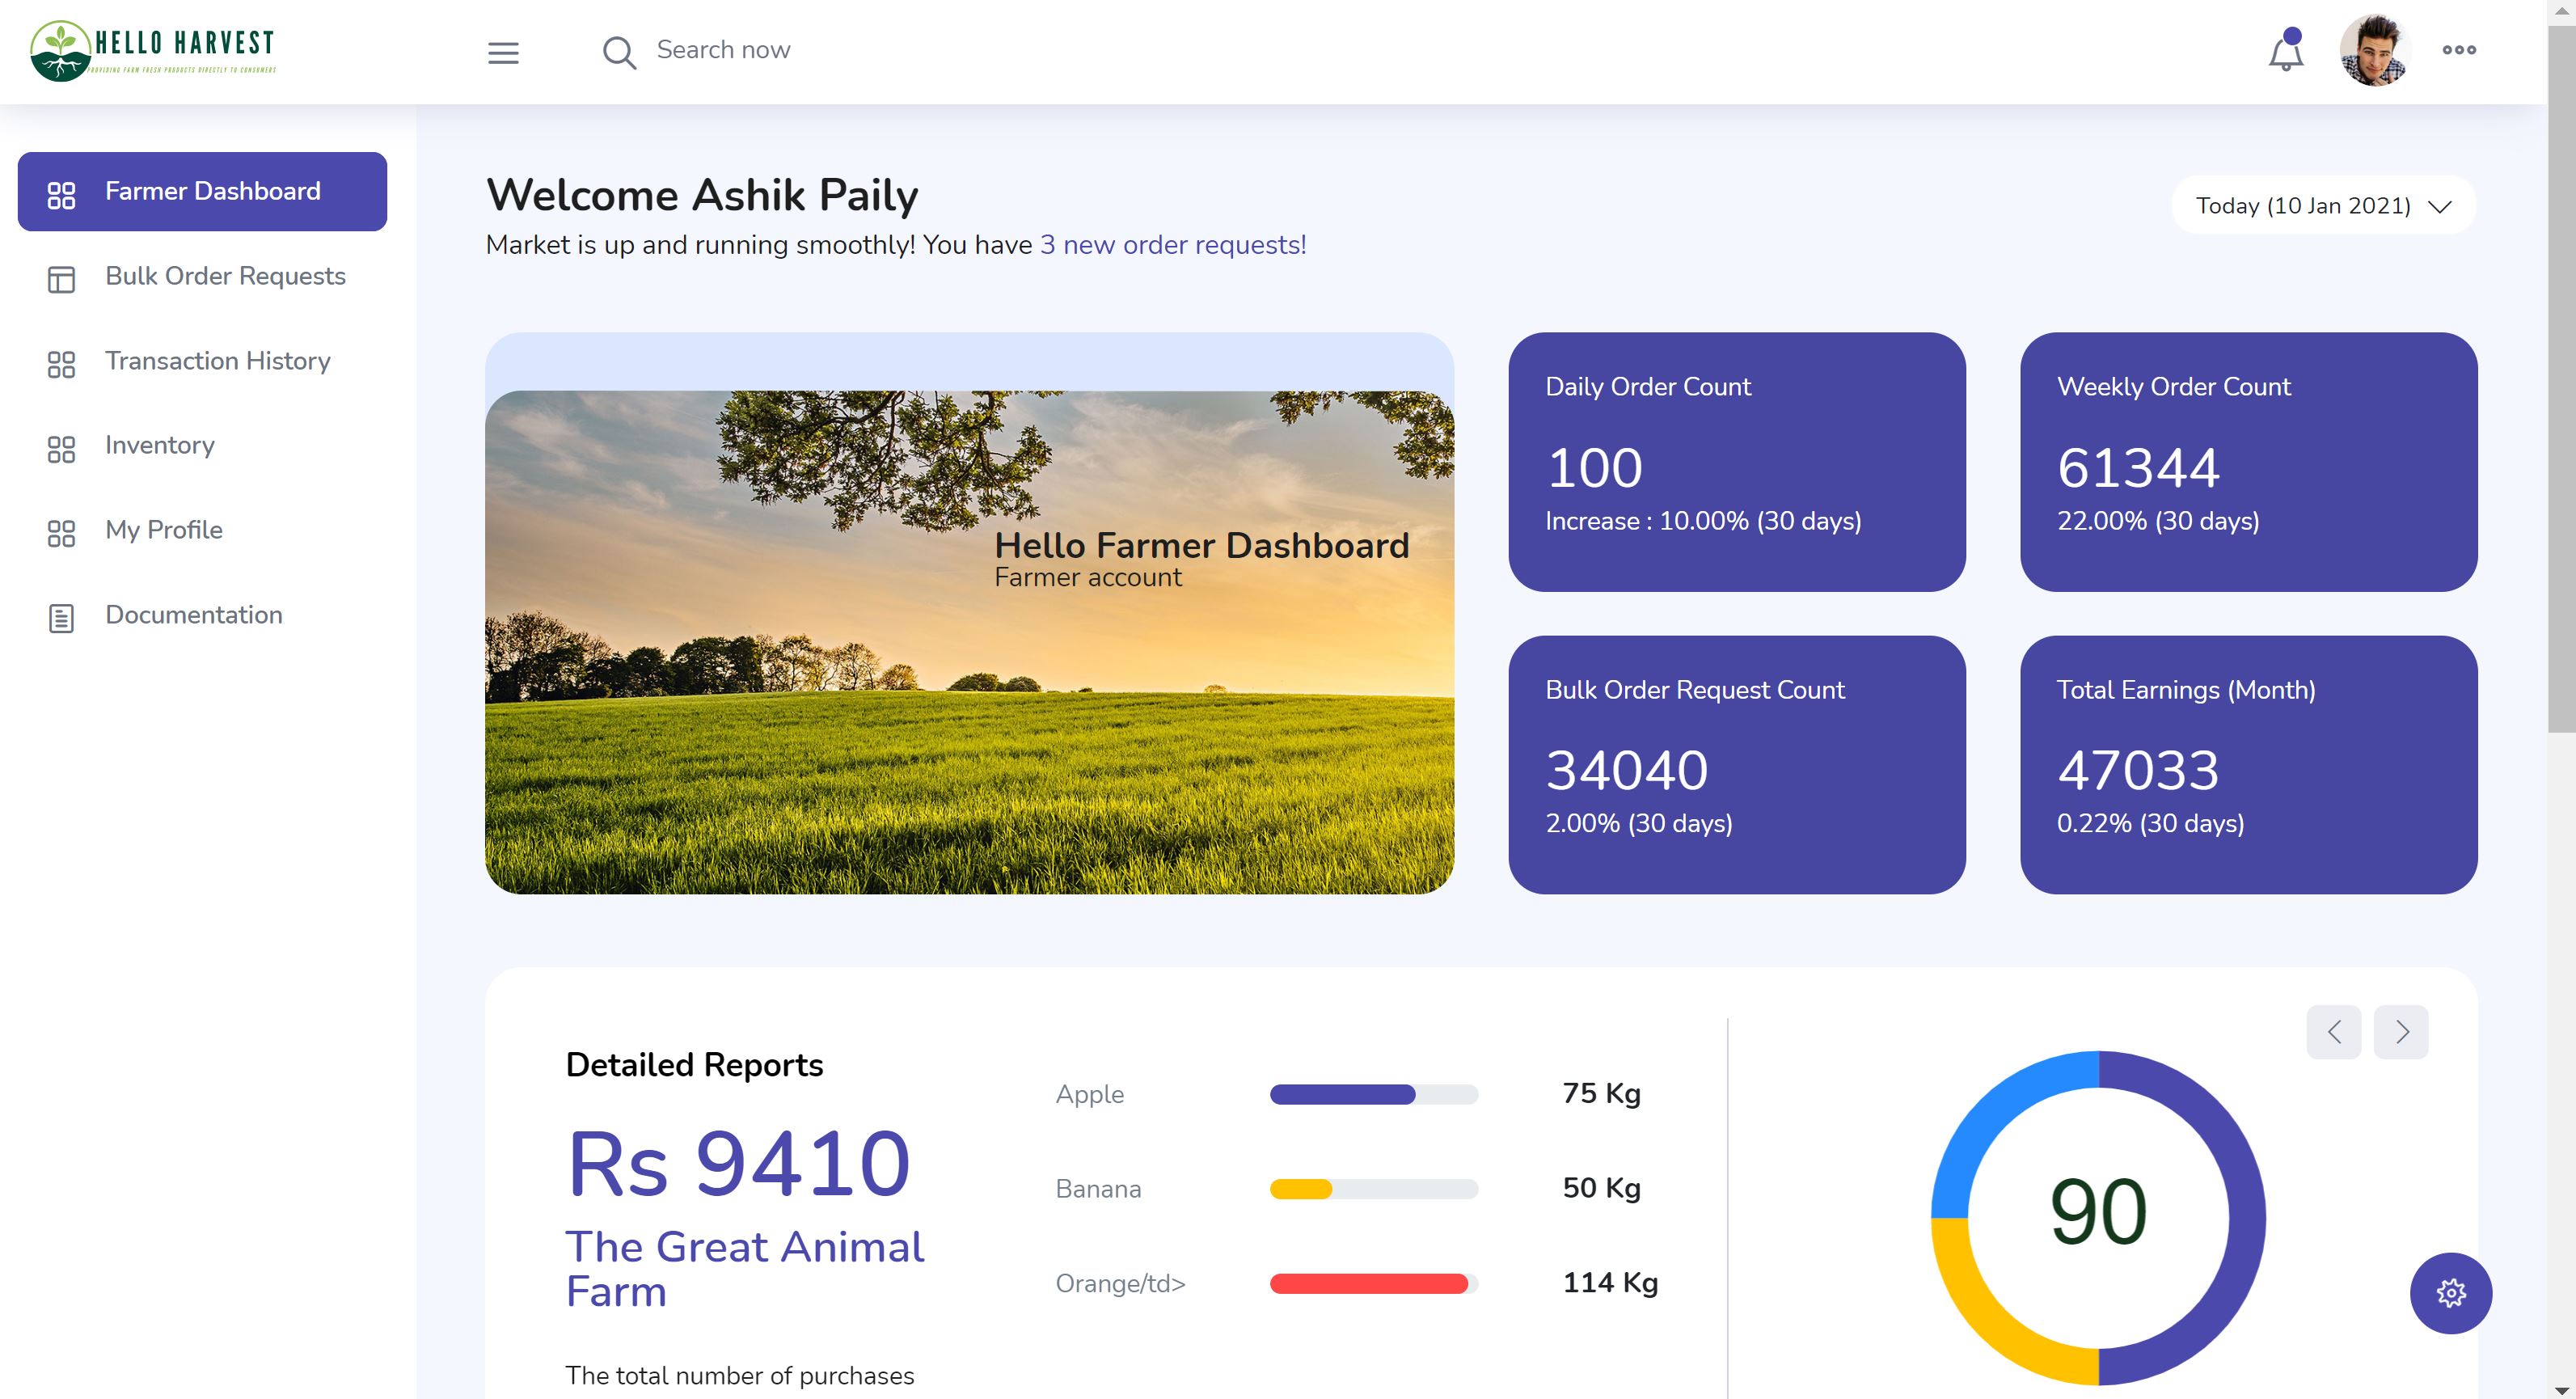 HELLO HARVEST
PROVIDING FARM FRESH PRODUCTS DIRECTLY TO CONSUMERS
Search now
Farmer Dashboard
Bulk Order Requests
Transaction History
Inventory
My Profile
Documentation
Welcome Ashik Paily
Market is up and running smoothly! You have 3 new order requests!
Today (10 Jan 2021)
Hello Farmer Dashboard
Farmer account
Daily Order Count
100
Increase : 10.00% (30 days)
Weekly Order Count
61344
22.00% (30 days)
Bulk Order Request Count
34040
2.00% (30 days)
Total Earnings (Month)
47033
0.22% (30 days)
Detailed Reports
Rs 9410
The Great Animal
Farm
The total number of purchases
Apple 75 Kg
Banana 50 Kg
Orange/td> 114 Kg
90